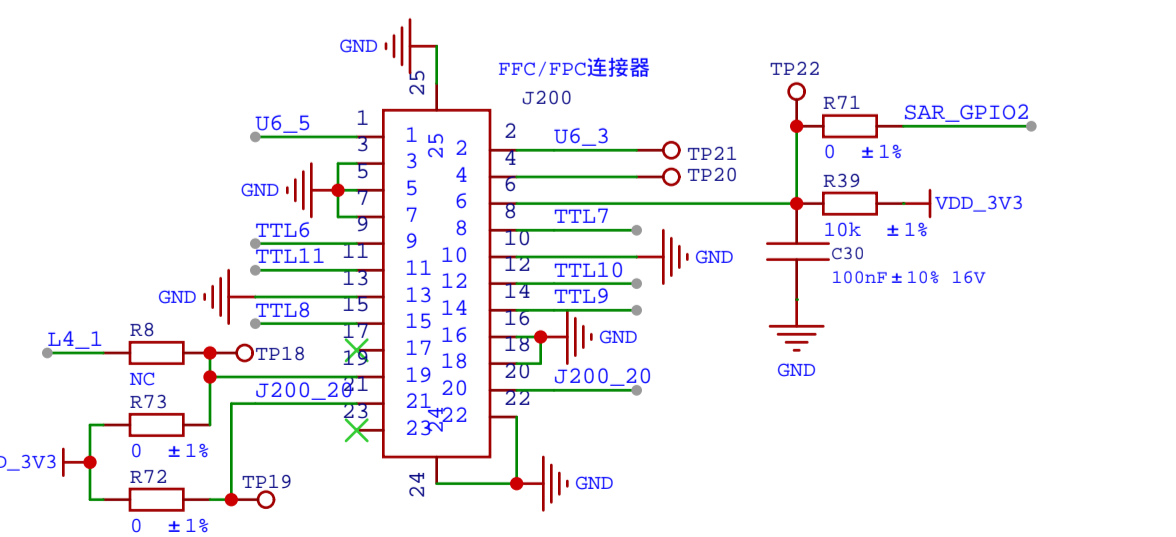 GND
25
FFC/FPC连接器
J200
TP22
R71
SAR_GPIO2
0 ±1%
U6_5
1
1
25
2
2
U6_3
TP21
3
3
4
4
TP20
GND
5
5
6
6
R39
VDD_3V3
10k ±1%
7
7
8
8
TTL7
TTL6
9
9
10
10
GND
C30
100nF±10% 16V
TTL11
11
11
12
12
TTL10
GND
13
13
14
14
TTL9
TTL8
15
15
16
16
GND
GND
L4_1
R8
TP18
NC
17
17
18
18
19
19
20
20
J200_20
J200_20
21
21
22
22
R73
0 ±1%
23
23
24
D_3V3
R72
0 ±1%
TP19
24
GND